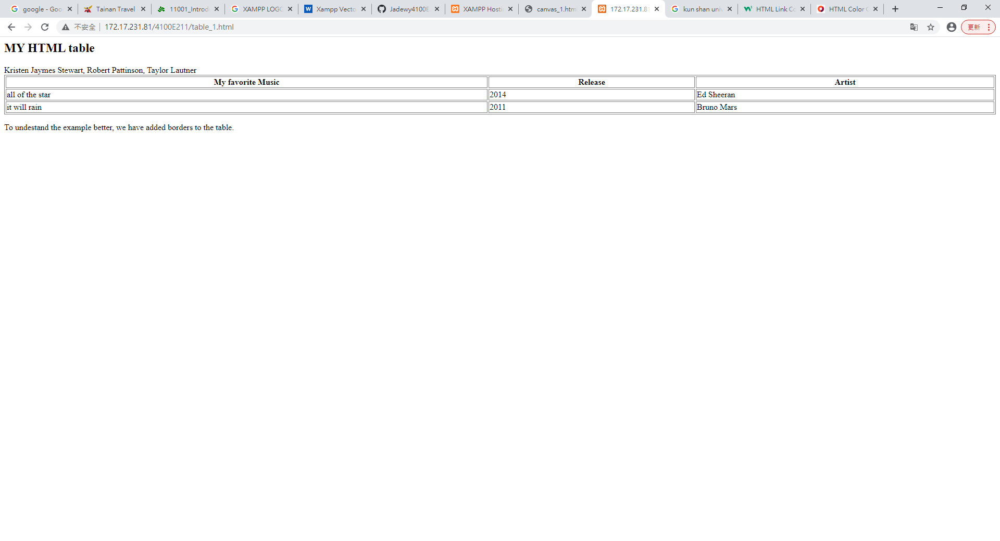 google - Goo
Tainan Travel
11001_Introd
XAMPP LOGO
Xampp Vecto
Jadewy4100E
XAMPP Hosti
canvas_1.htm
172.17.231.81
kun shan univ
HTML Link Co
HTML Color C
不安全 172.17.231.81/4100E211/table_1.html
更新
MY HTML table
Kristen Jaymes Stewart, Robert Pattinson, Taylor Lautner
My favorite Music Release Artist
all of the star 2014 Ed Sheeran
it will rain 2011 Bruno Mars
To undestand the example better, we have added borders to the table.